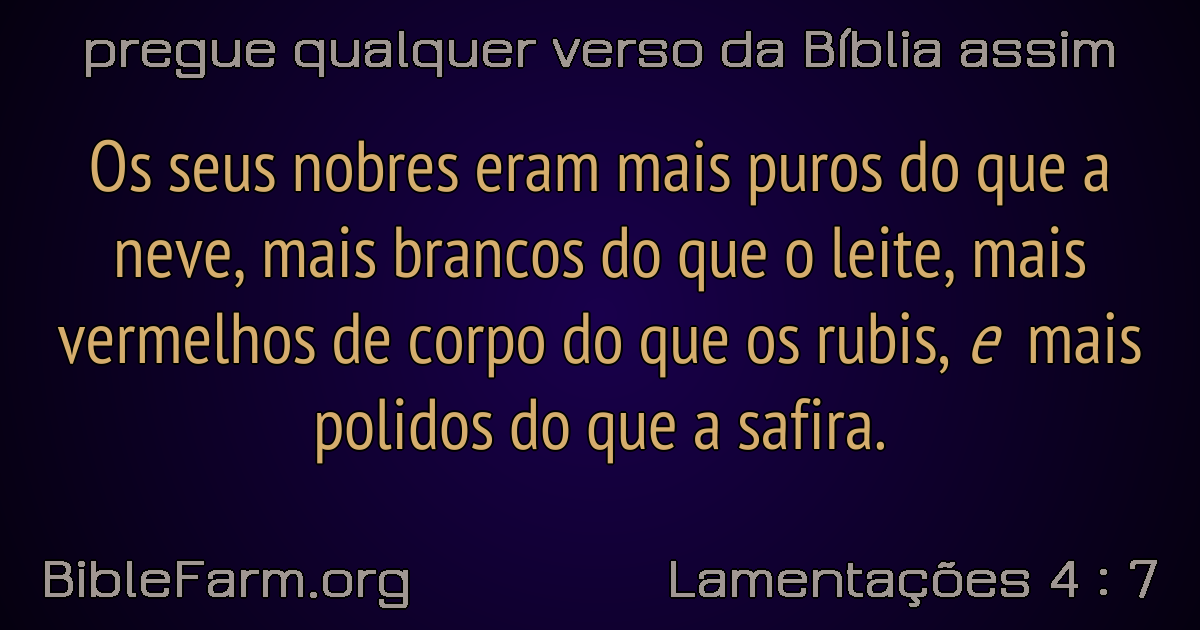 pregue qualquer verso da Bíblia assim
Os seus nobres eram mais puros do que a
neve, mais brancos do que o leite, mais
vermelhos de corpo do que os rubis, e mais
polidos do que a safira.
BibleFarm.org
Lamentações 4 : 7